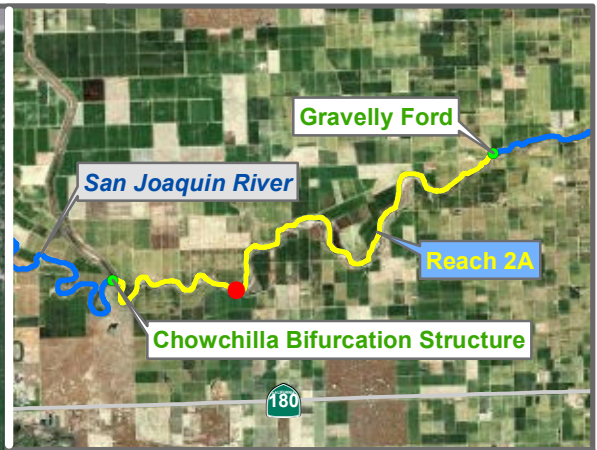 Gravelly Ford
San Joaquin River
Reach 2A
Chowchilla Bifurcation Structure
180